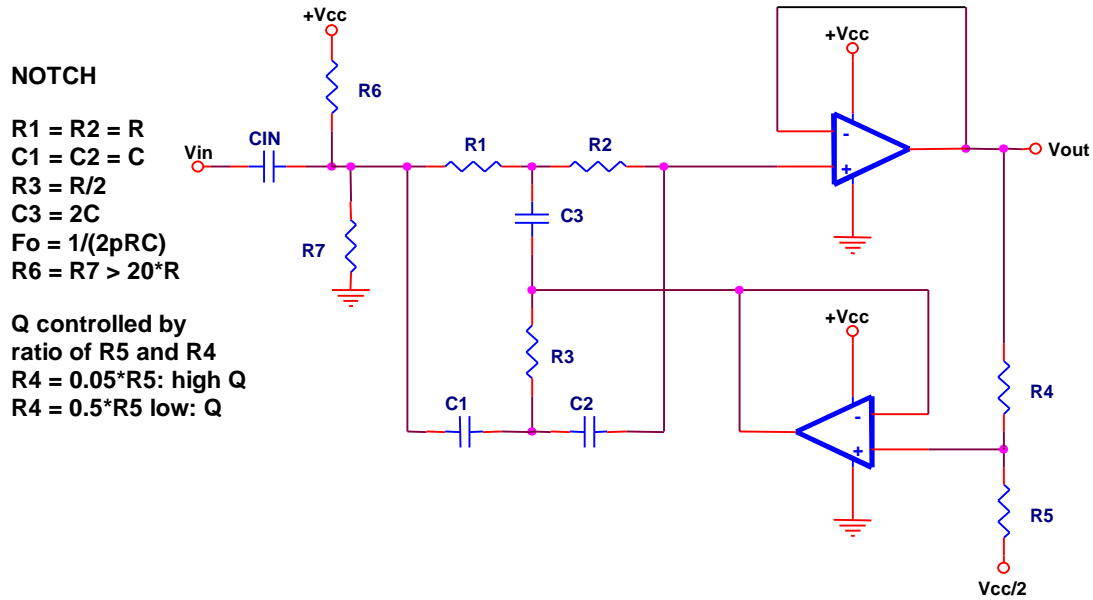 NOTCH
R1 = R2 = R
C1 = C2 = C
R3 = R/2
C3 = 2C
Fo = 1/(2pRC)
R6 = R7 > 20*R
Q controlled by
ratio of R5 and R4
R4 = 0.05*R5: high Q
R4 = 0.5*R5 low: Q
+Vcc
R6
Vin
CIN
R7
R1
R2
C3
R3
C1
C2
+Vcc
-
+
Vout
+Vcc
-
+
R4
R5
Vcc/2